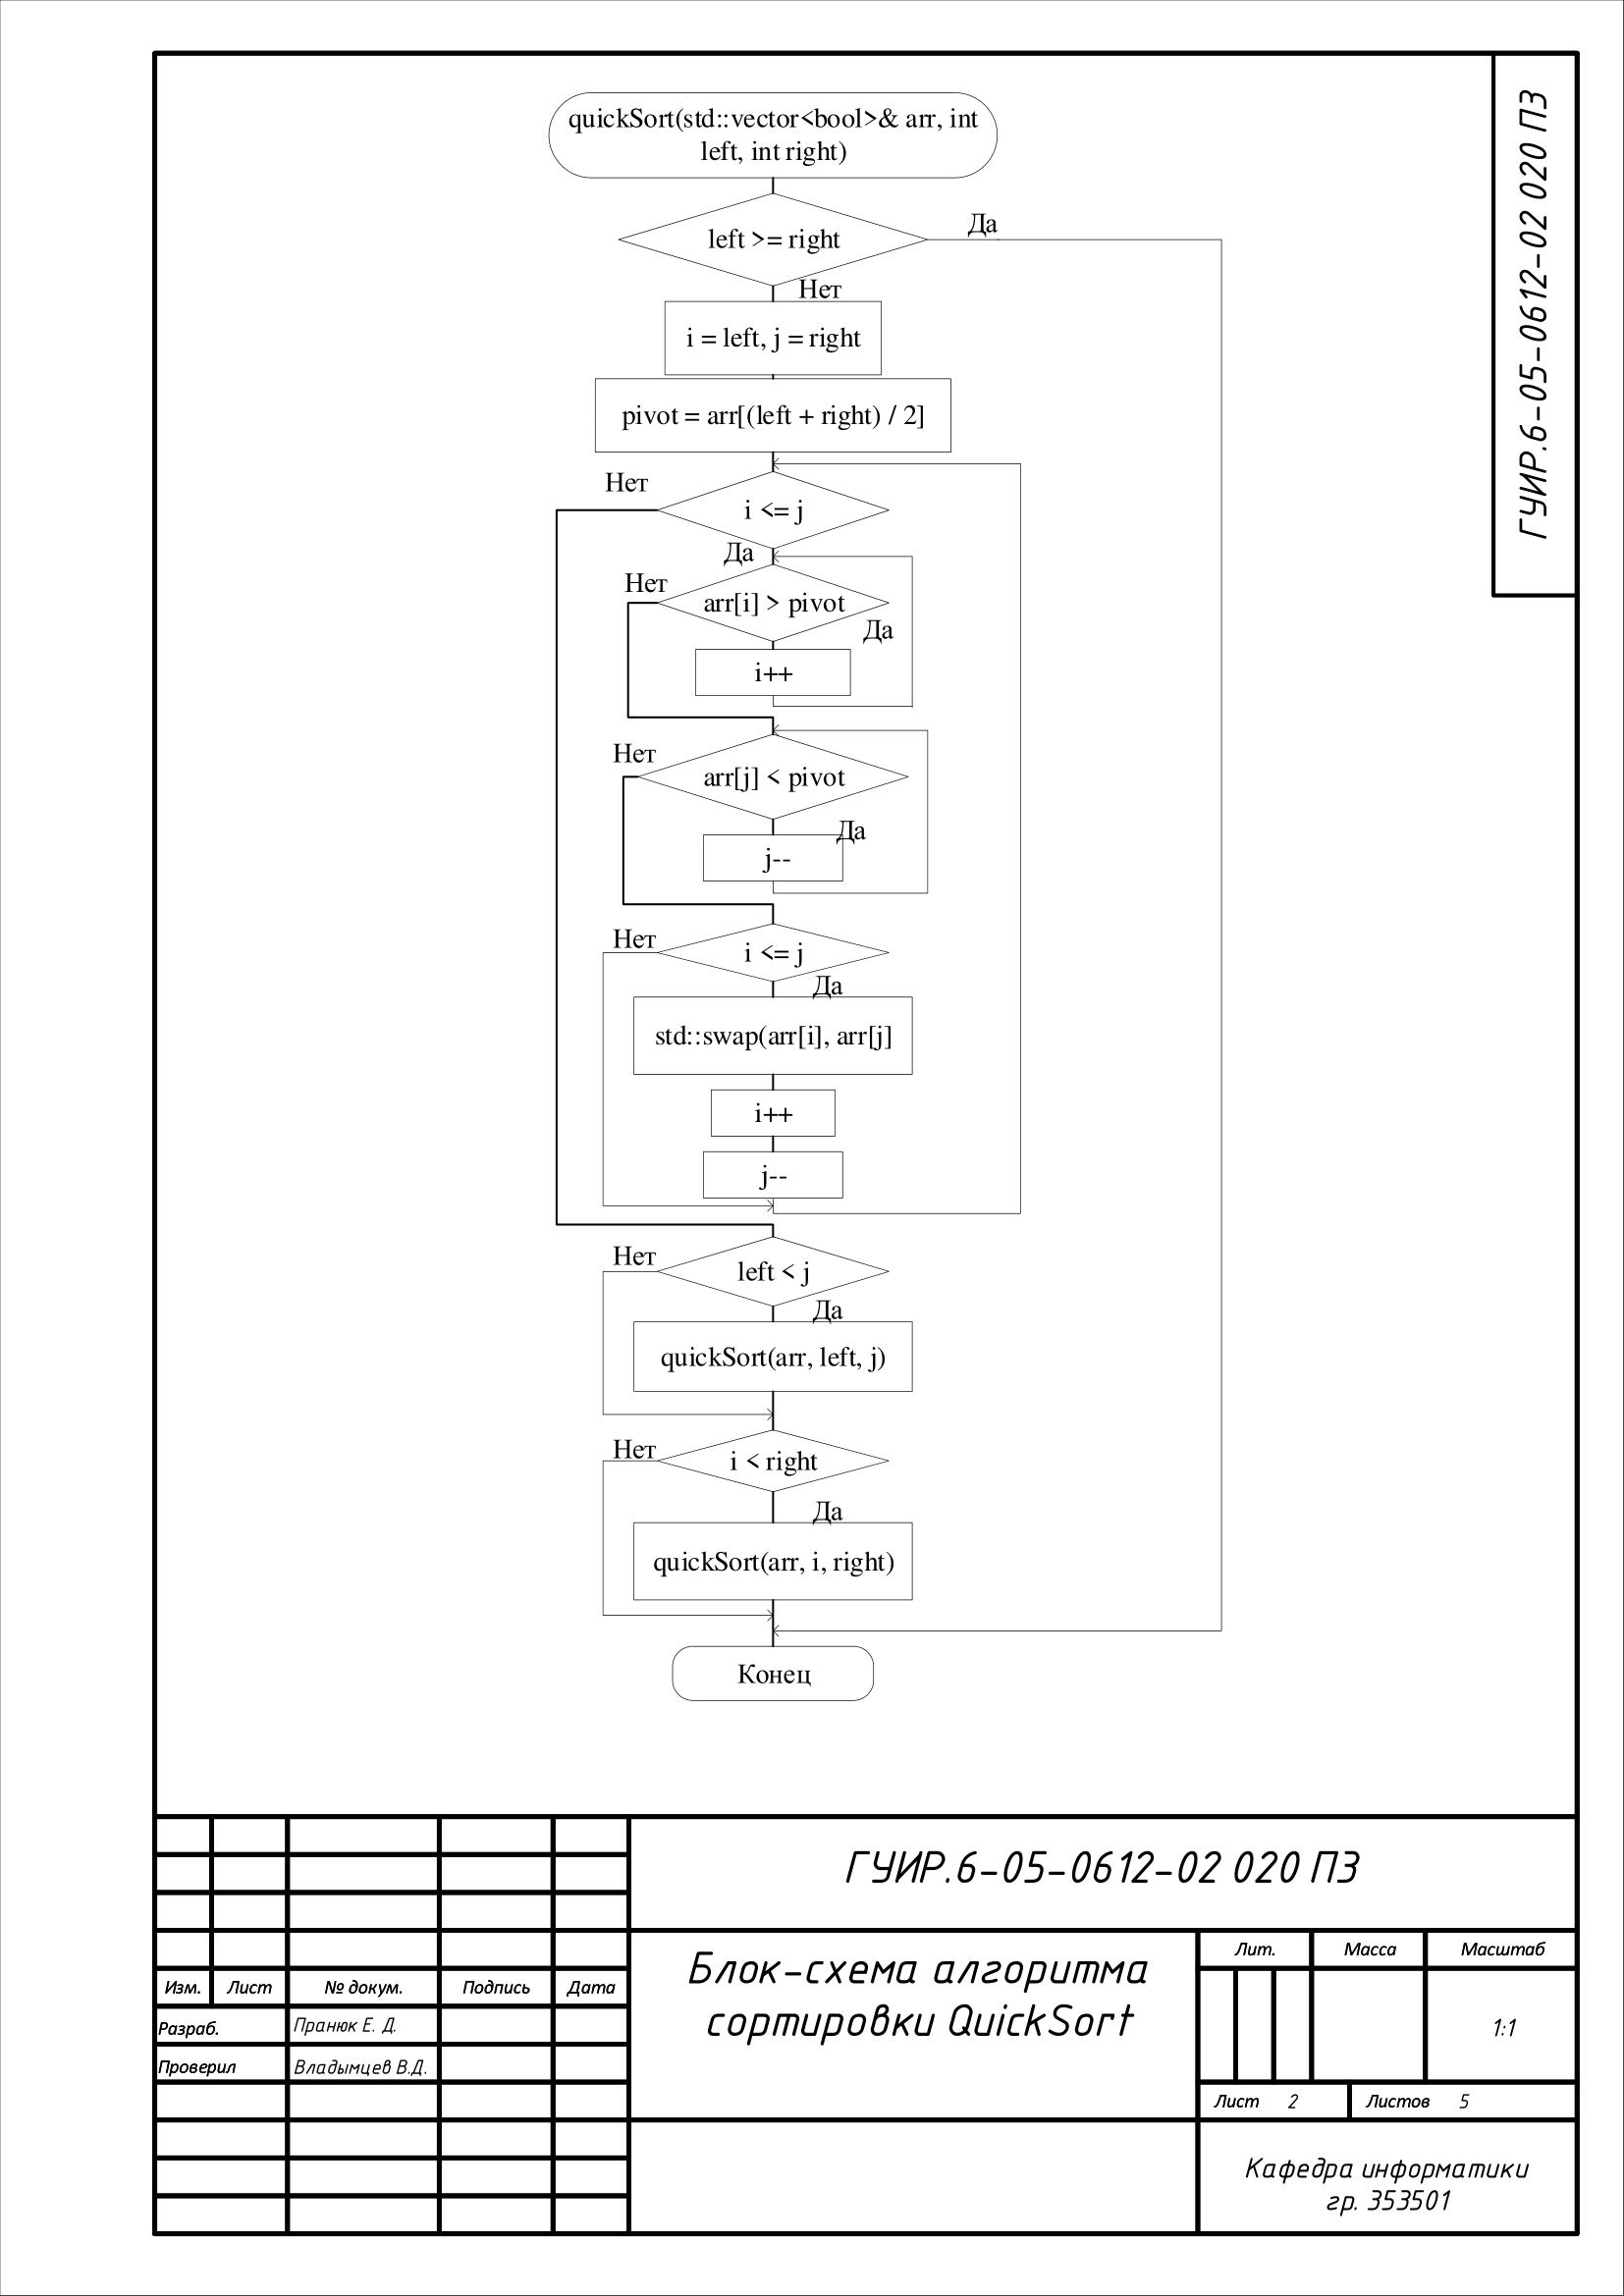 quickSort(std::vector<bool>& arr, int
left, int right)
left >= right
Да
Нет
i = left, j = right
pivot = arr[(left + right) / 2]
Нет
i <= j
Да
Нет
arr[i] > pivot
Да
i++
Нет
arr[j] < pivot
Да
j--
Нет
i <= j
Да
std::swap(arr[i], arr[j]
i++
j--
Нет
left < j
Да
quickSort(arr, left, j)
Нет
i < right
Да
quickSort(arr, i, right)
Конец
ГУИР.6-05-0612-02 020 ПЗ
ГУИР.6-05-0612-02 020 ПЗ
Блок-схема алгоритма
сортировки QuickSort
Лит. Масса Масштаб
1:1
Изм. Лист № докум. Подпись Дата
Разраб. Пранюк Е. Д.
Проверил Владымцев В.Д.
Лист 2 Листов 5
Кафедра информатики
гр. 353501